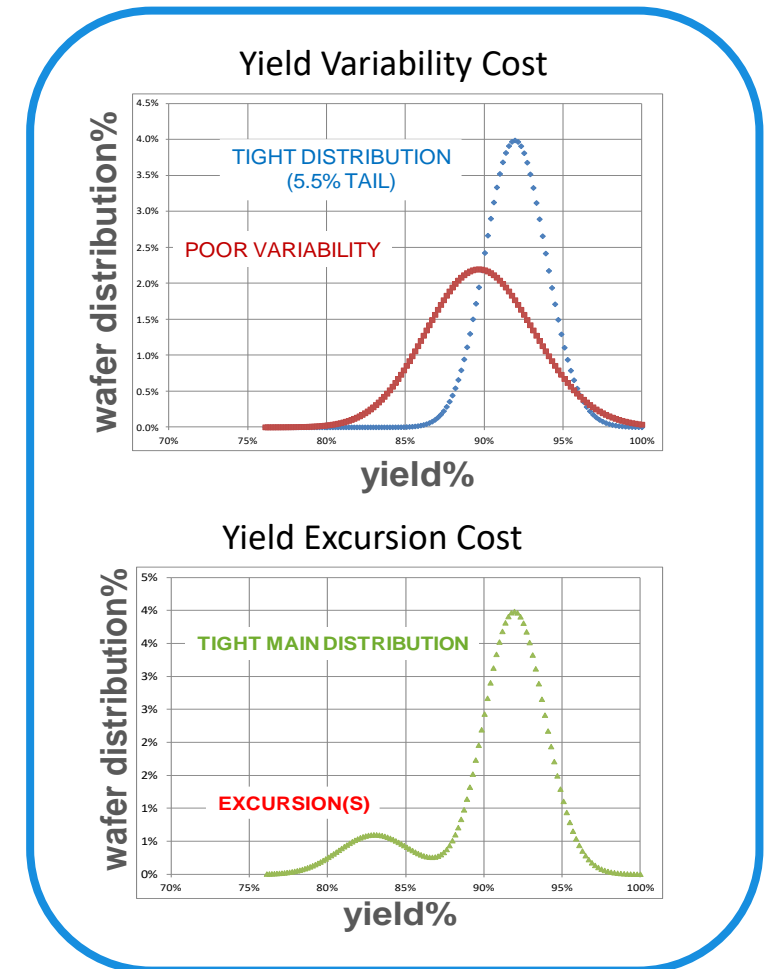 Yield Variability Cost
4.5%
4.0%
3.5%
3.0%
2.5%
2.0%
1.5%
1.0%
0.5%
0.0%
wafer distribution%
TIGHT DISTRIBUTION
(5.5% TAIL)
POOR VARIABILITY
70% 75% 80% 85% 90% 95% 100%
yield%
Yield Excursion Cost
5%
4%
4%
3%
3%
2%
2%
1%
1%
0%
wafer distribution%
TIGHT MAIN DISTRIBUTION
EXCURSION(S)
70% 75% 80% 85% 90% 95% 100%
yield%